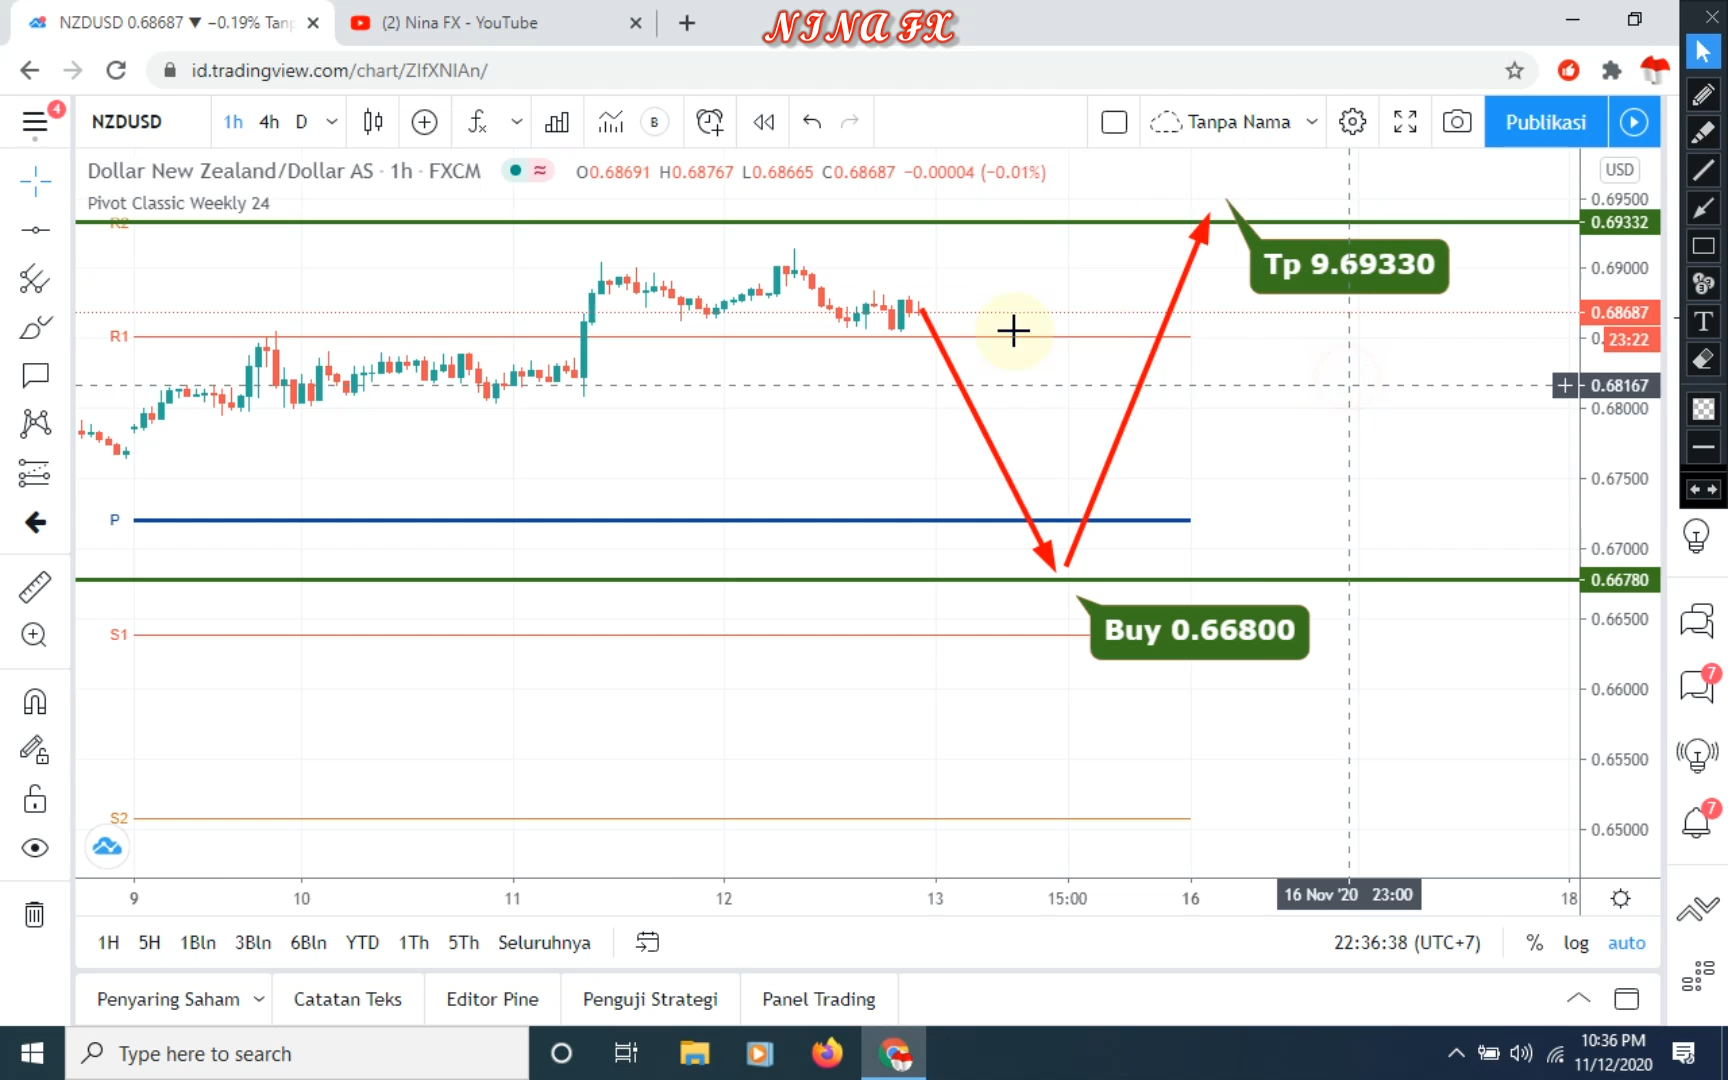 NZDUSD 0.68687 ▼ −0.19% Tanp
(2) Nina FX - YouTube
NINA FX
id.tradingview.com/chart/ZIfXNIAn/
4
NZDUSD
1h 4h D
B
Tanpa Nama
Publikasi
Dollar New Zealand/Dollar AS · 1h · FXCM
O0.68691 H0.68767 L0.68665 C0.68687 −0.00004 (−0.01%)
USD
Pivot Classic Weekly 24
0.69500
R2
0.69332
Tp 9.69330
0.69000
0.68687
R1
23:22
0.68167
0.68000
0.67500
P
0.67000
0.66780
0.66500
Buy 0.66800
S1
0.66000
7
0.65500
7
S2
0.65000
9 10 11 12 13 15:00 16 16 Nov '20 23:00 18
1H 5H 1Bln 3Bln 6Bln YTD 1Th 5Th Seluruhnya
22:36:38 (UTC+7) % log auto
Penyaring Saham Catatan Teks Editor Pine Penguji Strategi Panel Trading
Type here to search
10:36 PM
11/12/2020